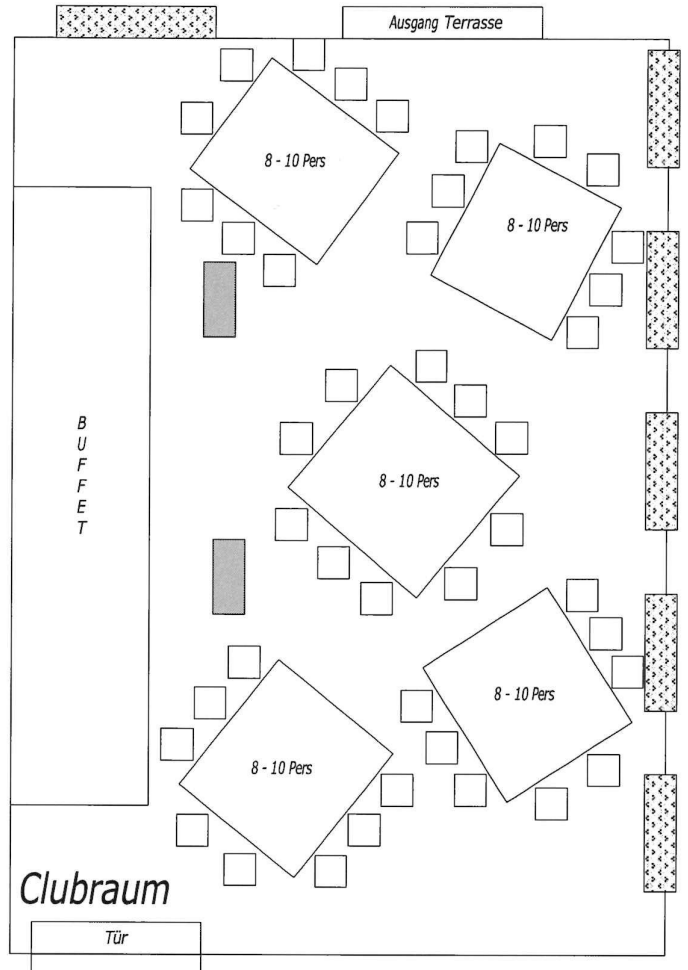 Ausgang Terrasse
8 - 10 Pers
8 - 10 Pers
B
U
F
F
E
T
8 - 10 Pers
8 - 10 Pers
8 - 10 Pers
Clubraum
Tür